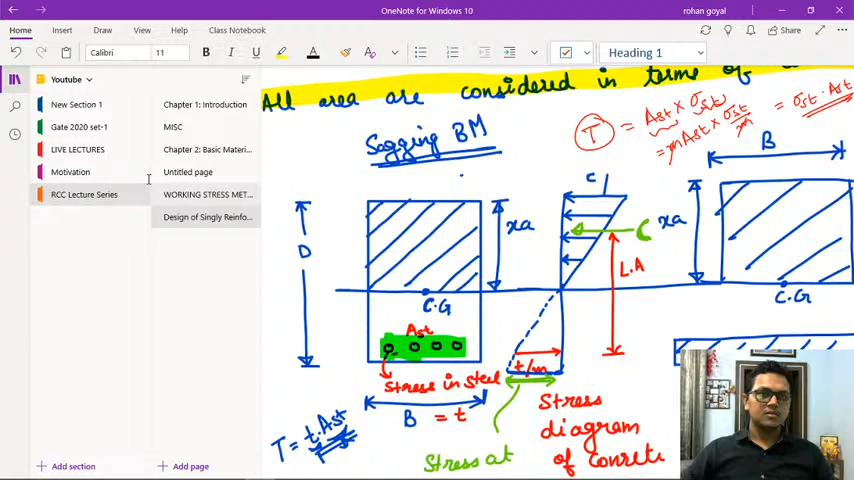 OneNote for Windows 10
rohan goyal
Home
Insert
Draw
View
Help
Class Notebook
Share
Calibri
11
B
I
U
A
Heading 1
Youtube
New Section 1
Gate 2020 set-1
LIVE LECTURES
Motivation
RCC Lecture Series
Chapter 1: Introduction
MISC
Chapter 2: Basic Materi...
Untitled page
WORKING STRESS MET...
Design of Singly Reinfo...
Add section
Add page
All area are considered in terms of
T = Ast × σst
= mAst × σst/m = σst · Ast
Sagging BM
B
D
xa
c
C
xa
L.A
C.G
C.G
Ast
t/m
Stress in steel
B = t
T = t.Ast
Stress at
Stress
diagram
of concrete